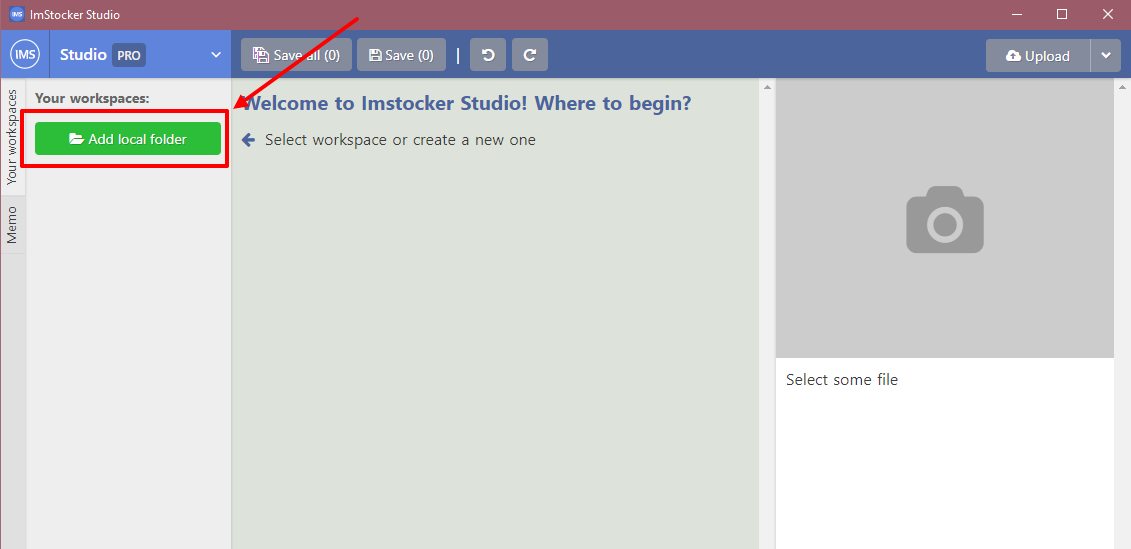 IMS ImStocker Studio
IMS Studio PRO
Save all (0) Save (0) | Upload
Your workspaces
Memo
Your workspaces:
Add local folder
Welcome to Imstocker Studio! Where to begin?
Select workspace or create a new one
Select some file